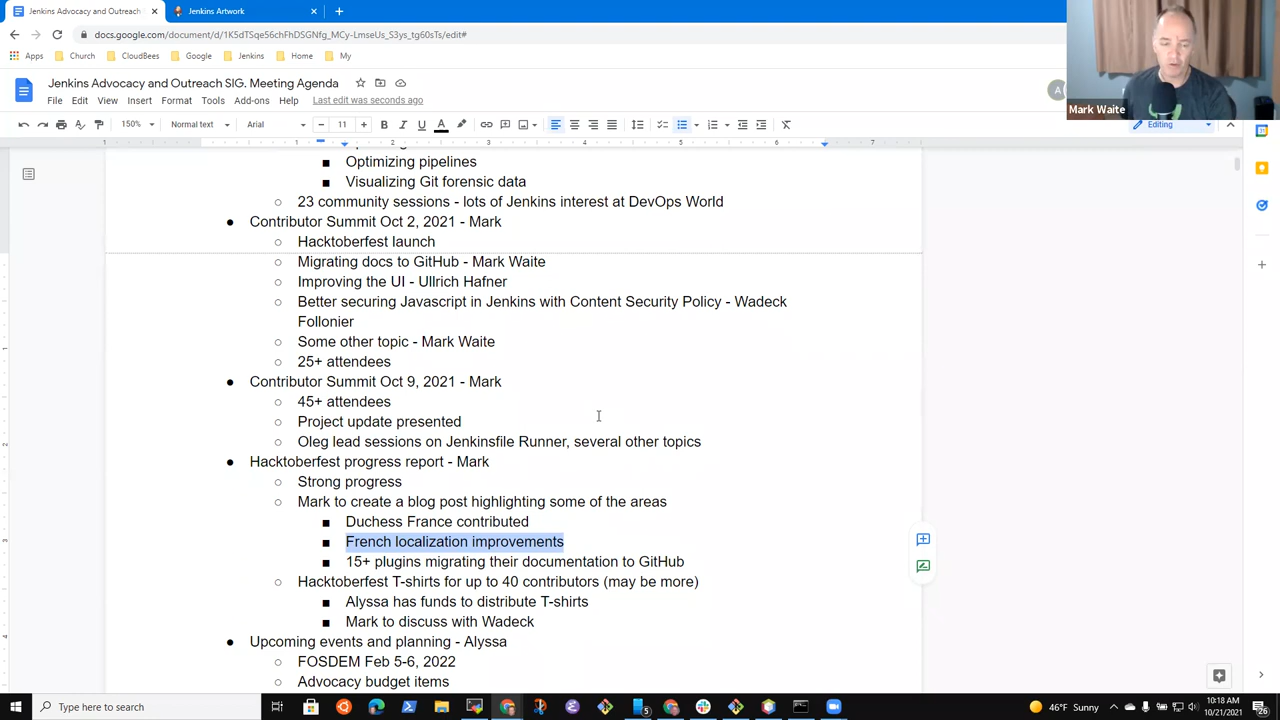 Jenkins Advocacy and Outreach
Jenkins Artwork
docs.google.com/document/d/1K5dTSqe56chFhDSGNfg_MCy-LmseUs_S3ys_tg60sTs/edit#
Apps
Church
CloudBees
Google
Jenkins
Home
My
Jenkins Advocacy and Outreach SIG. Meeting Agenda
File Edit View Insert Format Tools Add-ons Help Last edit was seconds ago
A
Mark Waite
150% Normal text Arial 11 Editing
1 1 2 3 4 5 6 7
Optimizing pipelines
Visualizing Git forensic data
23 community sessions - lots of Jenkins interest at DevOps World
Contributor Summit Oct 2, 2021 - Mark
Hacktoberfest launch
Migrating docs to GitHub - Mark Waite
Improving the UI - Ullrich Hafner
Better securing Javascript in Jenkins with Content Security Policy - Wadeck
Follonier
Some other topic - Mark Waite
25+ attendees
Contributor Summit Oct 9, 2021 - Mark
45+ attendees
Project update presented
Oleg lead sessions on Jenkinsfile Runner, several other topics
Hacktoberfest progress report - Mark
Strong progress
Mark to create a blog post highlighting some of the areas
Duchess France contributed
French localization improvements
15+ plugins migrating their documentation to GitHub
Hacktoberfest T-shirts for up to 40 contributors (may be more)
Alyssa has funds to distribute T-shirts
Mark to discuss with Wadeck
Upcoming events and planning - Alyssa
FOSDEM Feb 5-6, 2022
Advocacy budget items
Type here to search
46°F Sunny
10:18 AM
10/21/2021